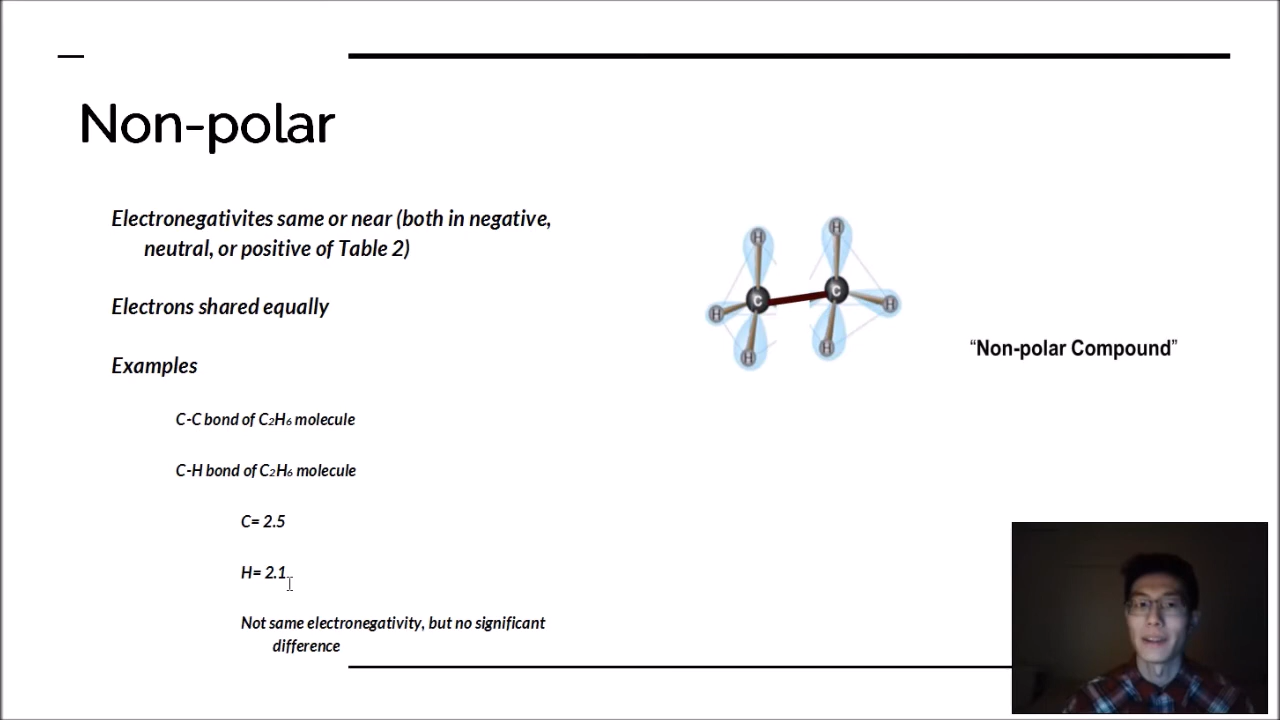 Non-polar
Electronegativites same or near (both in negative,
neutral, or positive of Table 2)
Electrons shared equally
Examples
C-C bond of C₂H₆ molecule
C-H bond of C₂H₆ molecule
C= 2.5
H= 2.1
Not same electronegativity, but no significant
difference
H
H
C
C
H
H
H
H
“Non-polar Compound”